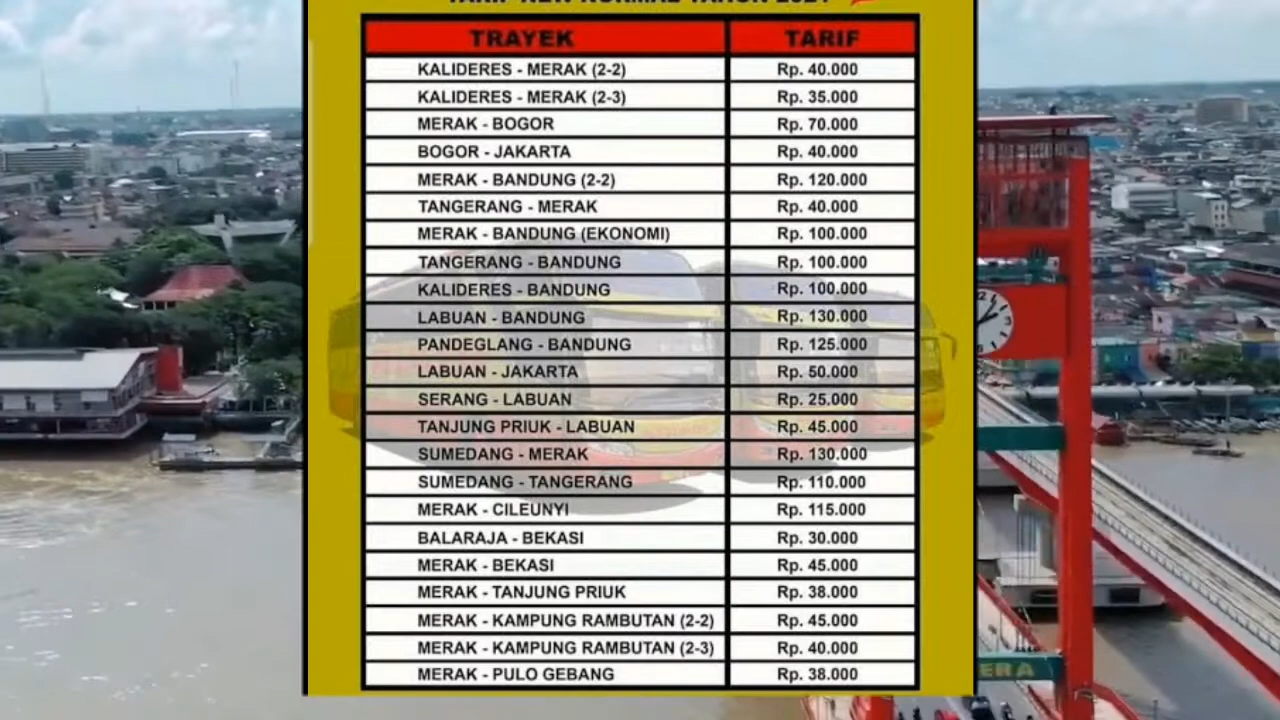 TARIF NEW NORMAL TAHUN 2021
TRAYEK TARIF
KALIDERES - MERAK (2-2) Rp. 40.000
KALIDERES - MERAK (2-3) Rp. 35.000
MERAK - BOGOR Rp. 70.000
BOGOR - JAKARTA Rp. 40.000
MERAK - BANDUNG (2-2) Rp. 120.000
TANGERANG - MERAK Rp. 40.000
MERAK - BANDUNG (EKONOMI) Rp. 100.000
TANGERANG - BANDUNG Rp. 100.000
KALIDERES - BANDUNG Rp. 100.000
LABUAN - BANDUNG Rp. 130.000
PANDEGLANG - BANDUNG Rp. 125.000
LABUAN - JAKARTA Rp. 50.000
SERANG - LABUAN Rp. 25.000
TANJUNG PRIUK - LABUAN Rp. 45.000
SUMEDANG - MERAK Rp. 130.000
SUMEDANG - TANGERANG Rp. 110.000
MERAK - CILEUNYI Rp. 115.000
BALARAJA - BEKASI Rp. 30.000
MERAK - BEKASI Rp. 45.000
MERAK - TANJUNG PRIUK Rp. 38.000
MERAK - KAMPUNG RAMBUTAN (2-2) Rp. 45.000
MERAK - KAMPUNG RAMBUTAN (2-3) Rp. 40.000
MERAK - PULO GEBANG Rp. 38.000
ERA